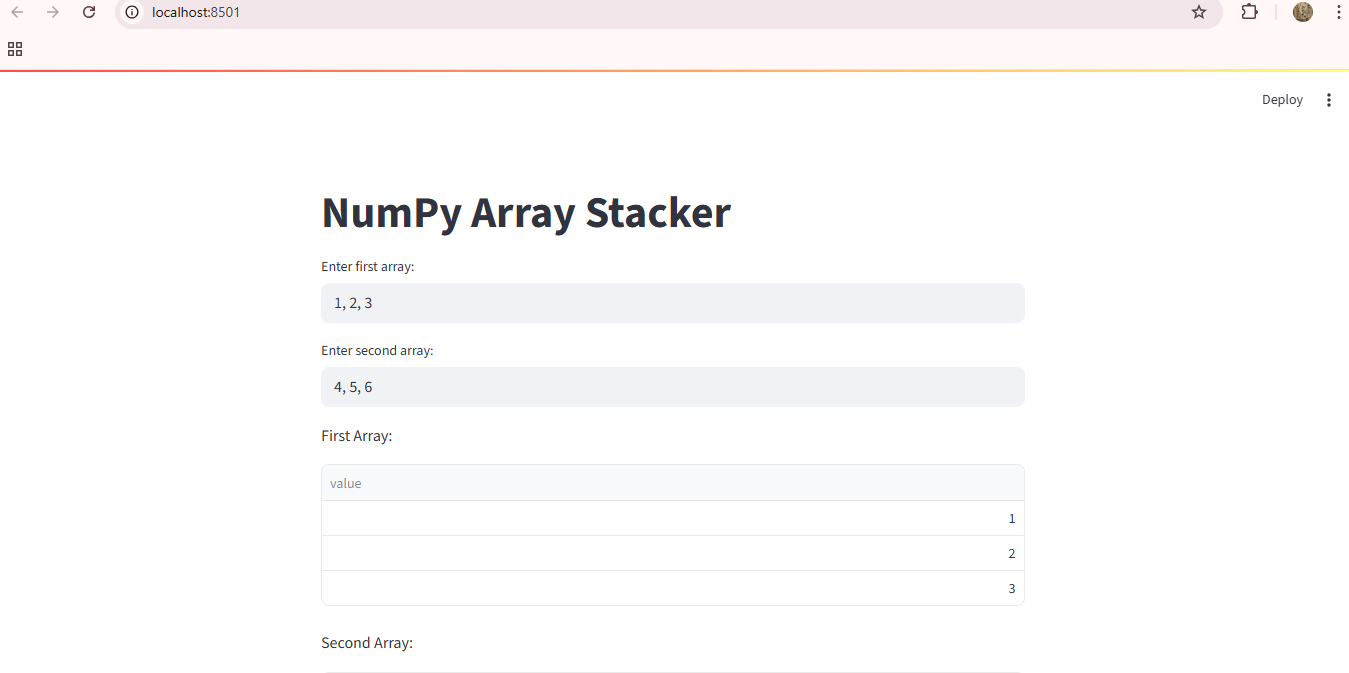 localhost:8501
Deploy
NumPy Array Stacker
Enter first array:
1, 2, 3
Enter second array:
4, 5, 6
First Array:
value
1
2
3
Second Array: